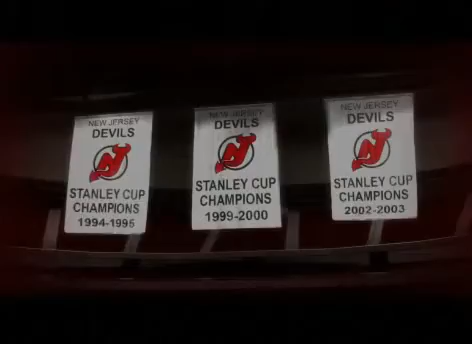 NEW JERSEY
DEVILS
STANLEY CUP
CHAMPIONS
1994-1995
NEW JERSEY
DEVILS
STANLEY CUP
CHAMPIONS
1999-2000
NEW JERSEY
DEVILS
STANLEY CUP
CHAMPIONS
2002-2003